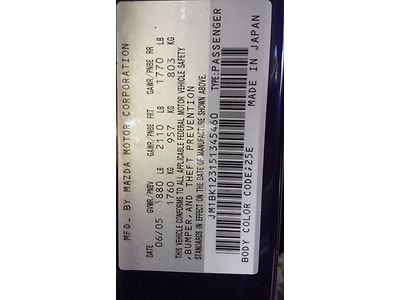 MFD. BY MAZDA MOTOR CORPORATION
DATE GVWR/PNBV GAWR/PNBE FRT GAWR/PNBE RR
06/05 880 LB 2110 LB 1770 LB
1760 KG 957 KG 803 KG
THIS VEHICLE CONFORMS TO ALL APPLICABLE FEDERAL MOTOR VEHICLE SAFETY
,BUMPER,AND THEFT PREVENTION
STANDARDS IN EFFECT ON THE DATE OF MANUFACTURE SHOWN ABOVE.
JM1BK123151345460 TYPE:PASSENGER
MADE IN JAPAN
BODY COLOR CODE;25E